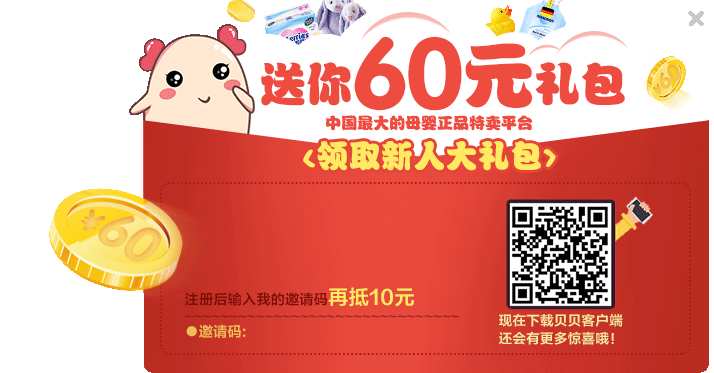 送你60元礼包
中国最大的母婴正品特卖平台
<领取新人大礼包>
¥60
注册后输入我的邀请码再抵10元
●邀请码:
现在下载贝贝客户端
还会有更多惊喜哦!